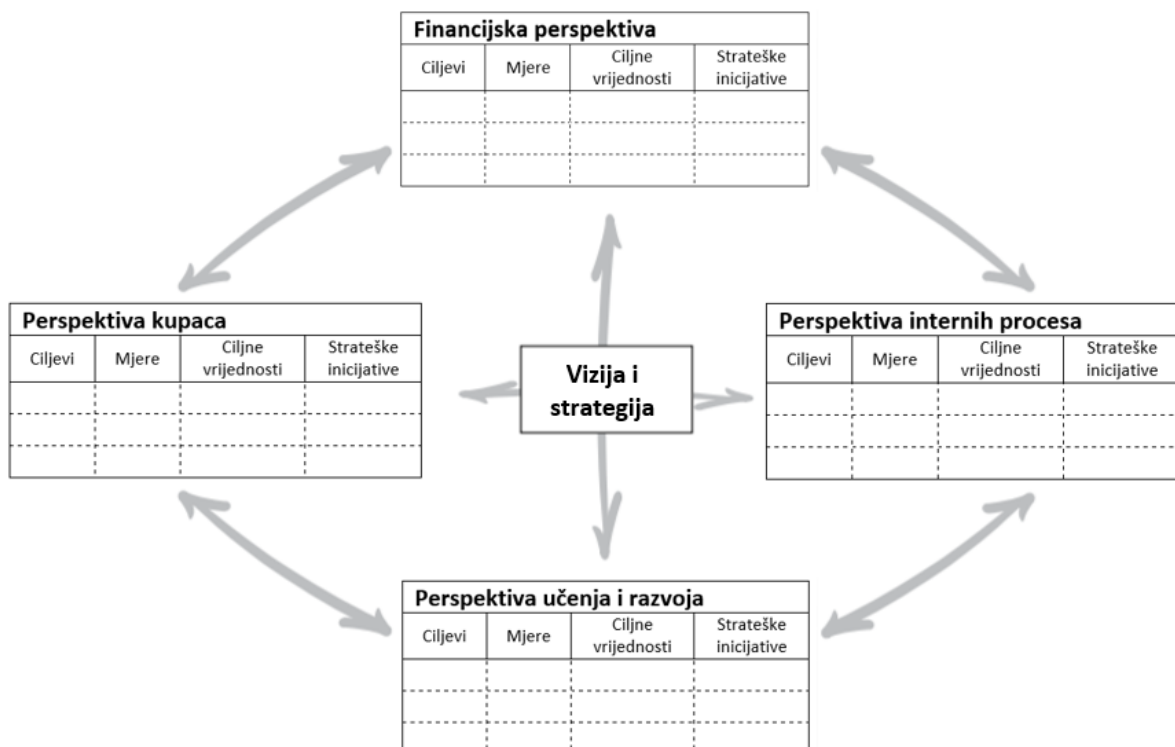 Financijska perspektiva
Ciljevi Mjere Ciljne vrijednosti Strateške inicijative
Perspektiva kupaca
Ciljevi Mjere Ciljne vrijednosti Strateške inicijative
Vizija i
strategija
Perspektiva internih procesa
Ciljevi Mjere Ciljne vrijednosti Strateške inicijative
Perspektiva učenja i razvoja
Ciljevi Mjere Ciljne vrijednosti Strateške inicijative